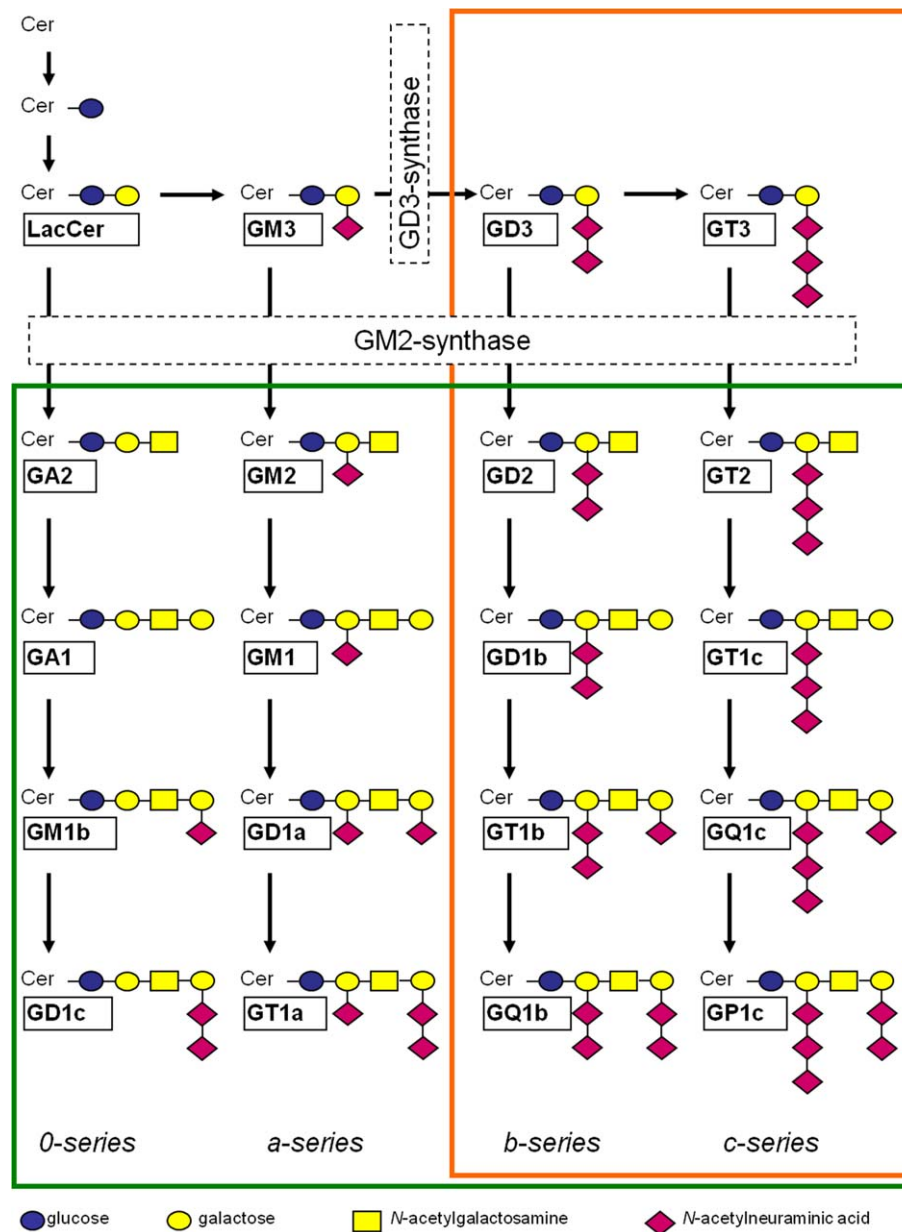 Cer
Cer
GD3-synthase
Cer Cer Cer Cer
LacCer GM3 GD3 GT3
GM2-synthase
Cer Cer Cer Cer
GA2 GM2 GD2 GT2
Cer Cer Cer Cer
GA1 GM1 GD1b GT1c
Cer Cer Cer Cer
GM1b GD1a GT1b GQ1c
Cer Cer Cer Cer
GD1c GT1a GQ1b GP1c
0-series a-series b-series c-series
glucose galactose N-acetylgalactosamine N-acetylneuraminic acid